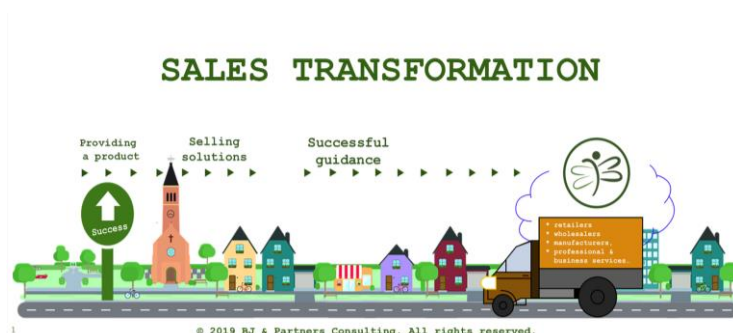 SALES TRANSFORMATION
Providing
a product
Selling
solutions
Successful
guidance
Success
* retailers
* wholesalers
* manufacturers,
* professional &
business services.
1
© 2019 BJ & Partners Consulting. All rights reserved.